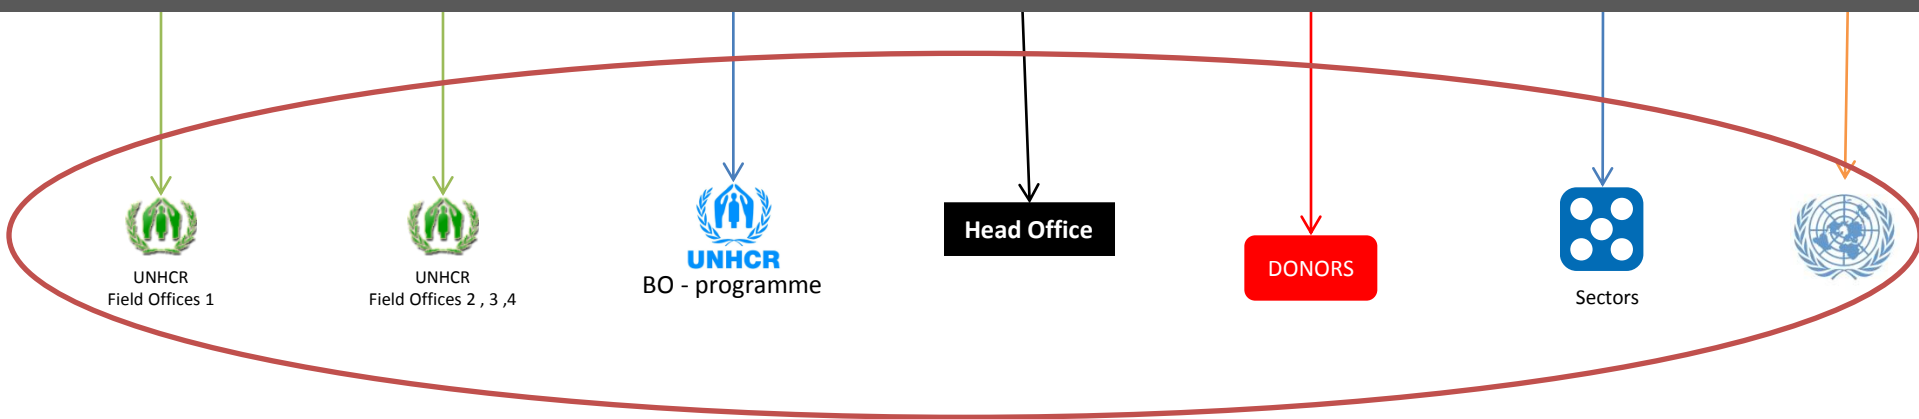 UNHCR
Field Offices 1
UNHCR
Field Offices 2 , 3 ,4
UNHCR
BO - programme
Head Office
DONORS
Sectors